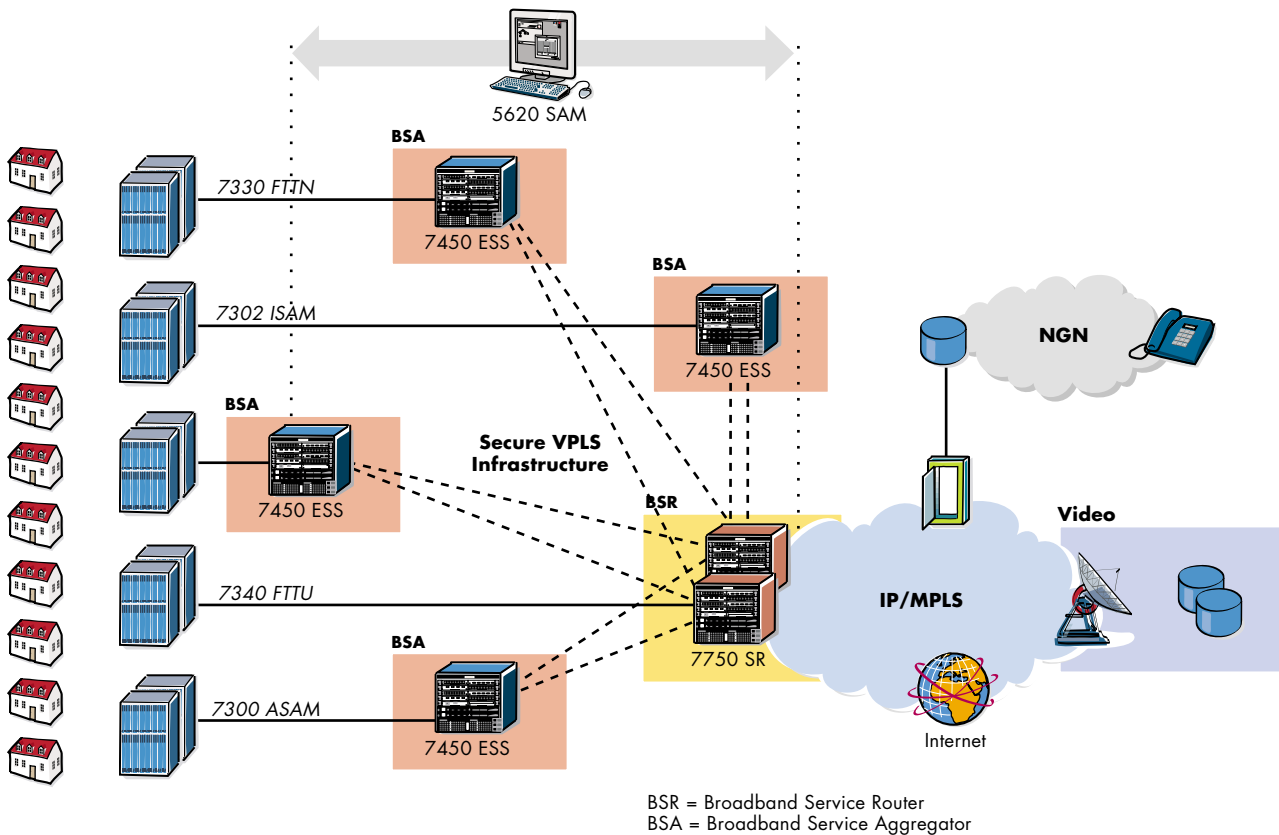 5620 SAM
BSA
7330 FTTN
7450 ESS
BSA
7302 ISAM
7450 ESS
NGN
BSA
Secure VPLS
Infrastructure
7450 ESS
BSR
Video
7340 FTTU
IP/MPLS
7750 SR
BSA
7300 ASAM
7450 ESS
Internet
BSR = Broadband Service Router
BSA = Broadband Service Aggregator